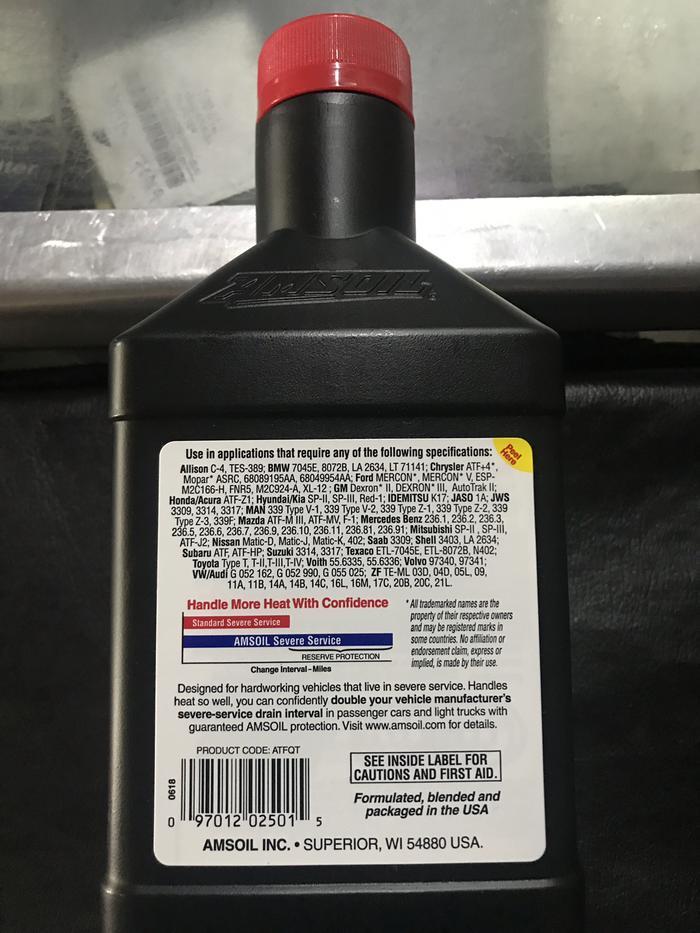 AMSOIL
Peel
Here
Use in applications that require any of the following specifications:
Allison C-4, TES-389; BMW 7045E, 8072B, LA 2634, LT 71141; Chrysler ATF+4*,
Mopar* ASRC, 68089195AA, 68049954AA; Ford MERCON*, MERCON* V, ESP-
M2C166-H, FNR5, M2C924-A, XL-12 ; GM Dexron* II, DEXRON* III, AutoTrak II;
Honda/Acura ATF-Z1; Hyundai/Kia SP-II, SP-III, Red-1; IDEMITSU K17; JASO 1A; JWS
3309, 3314, 3317; MAN 339 Type V-1, 339 Type V-2, 339 Type Z-1, 339 Type Z-2, 339
Type Z-3, 339F; Mazda ATF-M III, ATF-MV, F-1; Mercedes Benz 236.1, 236.2, 236.3,
236.5, 236.6, 236.7, 236.9, 236.10, 236.11, 236.81, 236.91; Mitsubishi SP-II , SP-III,
ATF-J2; Nissan Matic-D, Matic-J, Matic-K, 402; Saab 3309; Shell 3403, LA 2634;
Subaru ATF, ATF-HP; Suzuki 3314, 3317; Texaco ETL-7045E, ETL-8072B, N402;
Toyota Type T, T-II,T-III,T-IV; Voith 55.6335, 55.6336; Volvo 97340, 97341;
VW/Audi G 052 162, G 052 990, G 055 025; ZF TE-ML 03D, 04D, 05L, 09,
11A, 11B, 14A, 14B, 14C, 16L, 16M, 17C, 20B, 20C, 21L.
Handle More Heat With Confidence
Standard Severe Service
AMSOIL Severe Service
RESERVE PROTECTION
Change Interval - Miles
* All trademarked names are the
property of their respective owners
and may be registered marks in
some countries. No affiliation or
endorsement claim, express or
implied, is made by their use.
Designed for hardworking vehicles that live in severe service. Handles
heat so well, you can confidently double your vehicle manufacturer's
severe-service drain interval in passenger cars and light trucks with
guaranteed AMSOIL protection. Visit www.amsoil.com for details.
PRODUCT CODE: ATFQT
0618
0 97012 02501 5
SEE INSIDE LABEL FOR
CAUTIONS AND FIRST AID.
Formulated, blended and
packaged in the USA
AMSOIL INC. • SUPERIOR, WI 54880 USA.